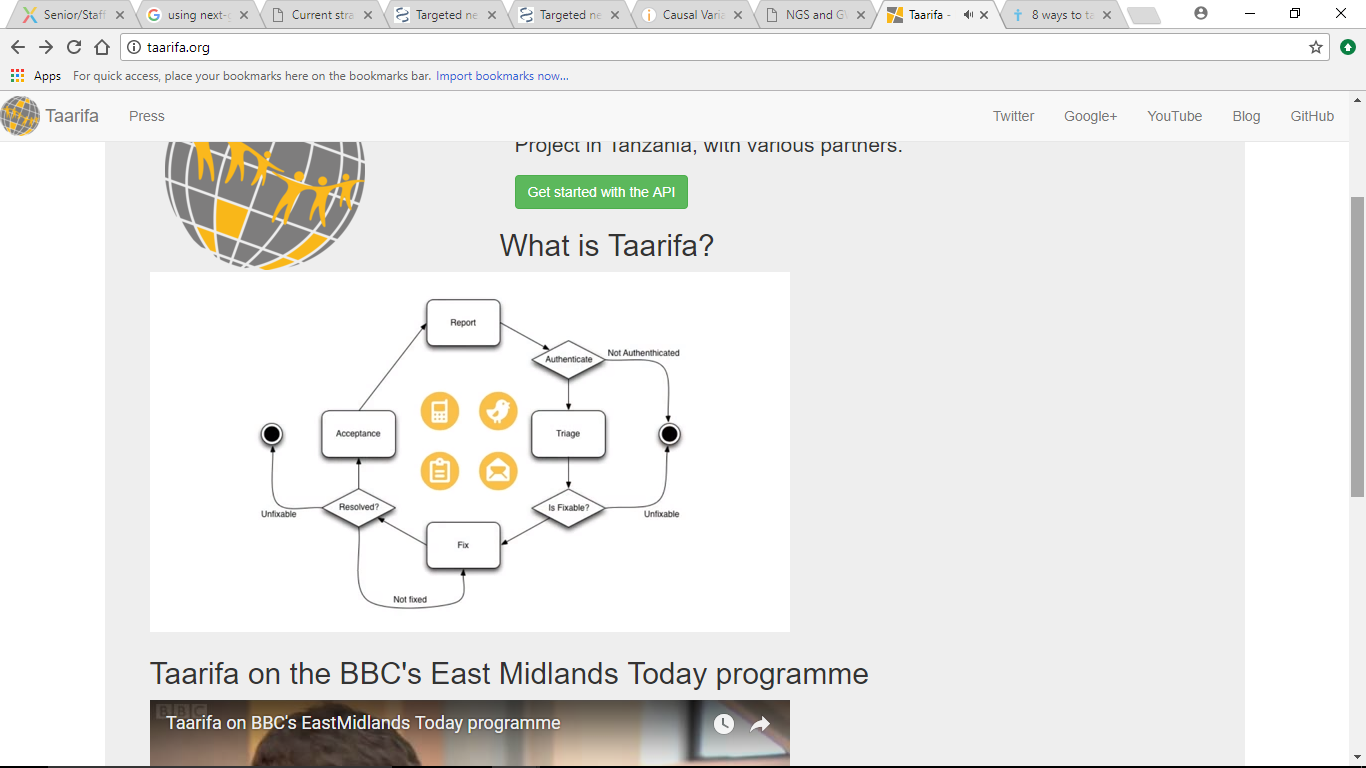 Senior/Staff
using next-g
Current stra
Targeted ne
Targeted ne
Causal Varia
NGS and GV
Taarifa -
8 ways to ta
taarifa.org
Apps For quick access, place your bookmarks here on the bookmarks bar. Import bookmarks now...
Taarifa Press Twitter Google+ YouTube Blog GitHub
Project in Tanzania, with various partners.
Get started with the API
What is Taarifa?
Report
Authenticate
Not Authenthicated
Acceptance
Triage
Resolved?
Is Fixable?
Unfixable
Unfixable
Fix
Not fixed
Taarifa on the BBC's East Midlands Today programme
BBC
Taarifa on BBC's EastMidlands Today programme